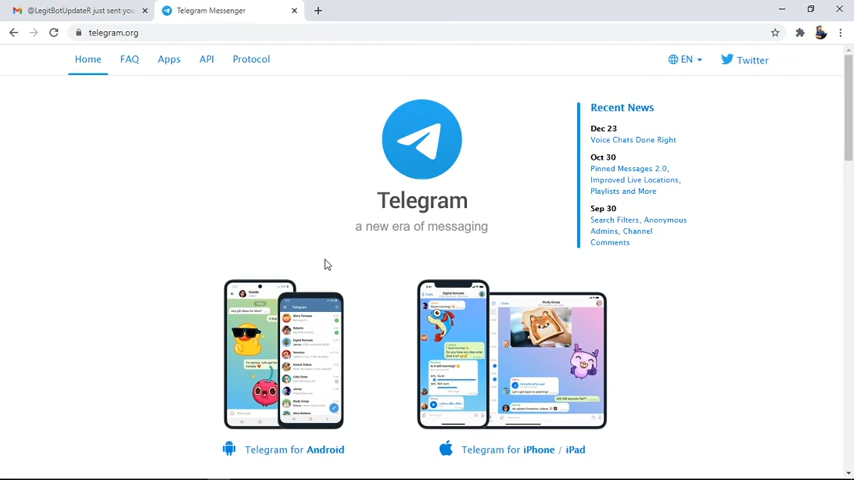 @LegitBotUpdateR just sent you
Telegram Messenger
telegram.org
Home FAQ Apps API Protocol
EN Twitter
Telegram
a new era of messaging
Recent News
Dec 23
Voice Chats Done Right
Oct 30
Pinned Messages 2.0,
Improved Live Locations,
Playlists and More
Sep 30
Search Filters, Anonymous
Admins, Channel
Comments
Telegram for Android
Telegram for iPhone / iPad